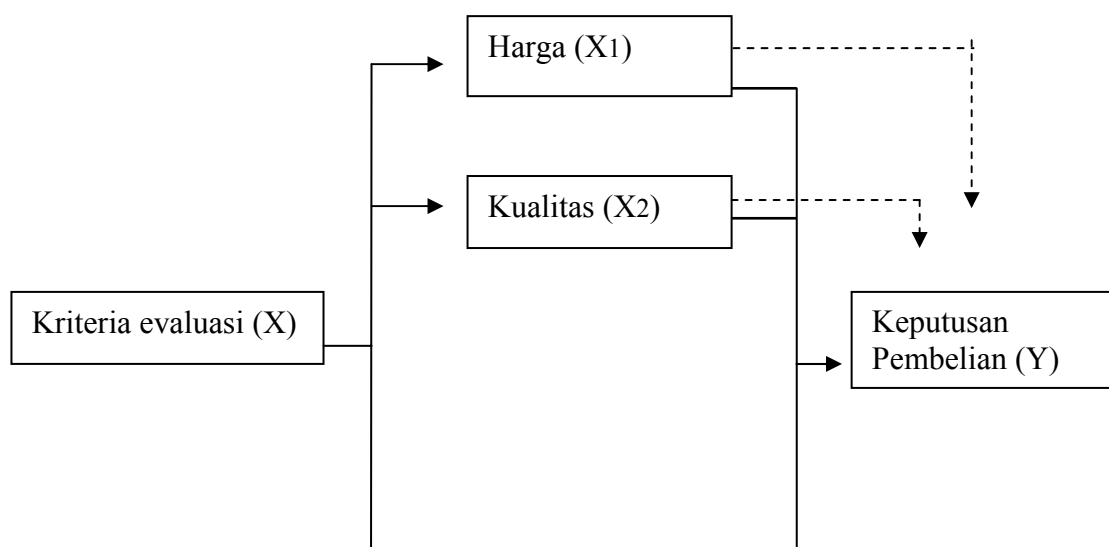 Harga (X1)
Kualitas (X2)
Kriteria evaluasi (X)
Keputusan
Pembelian (Y)